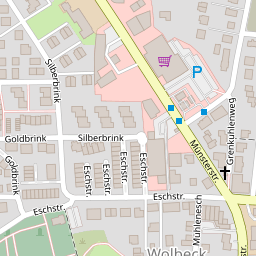 Silberbrink
P
Grenkuhlenweg
Münsterstr.
Goldbrink
Silberbrink
Goldbrink
Eschstr.
Eschstr.
Eschstr.
Eschstr.
Eschstr.
Eschstr.
Mühlenesch
Wolbeck